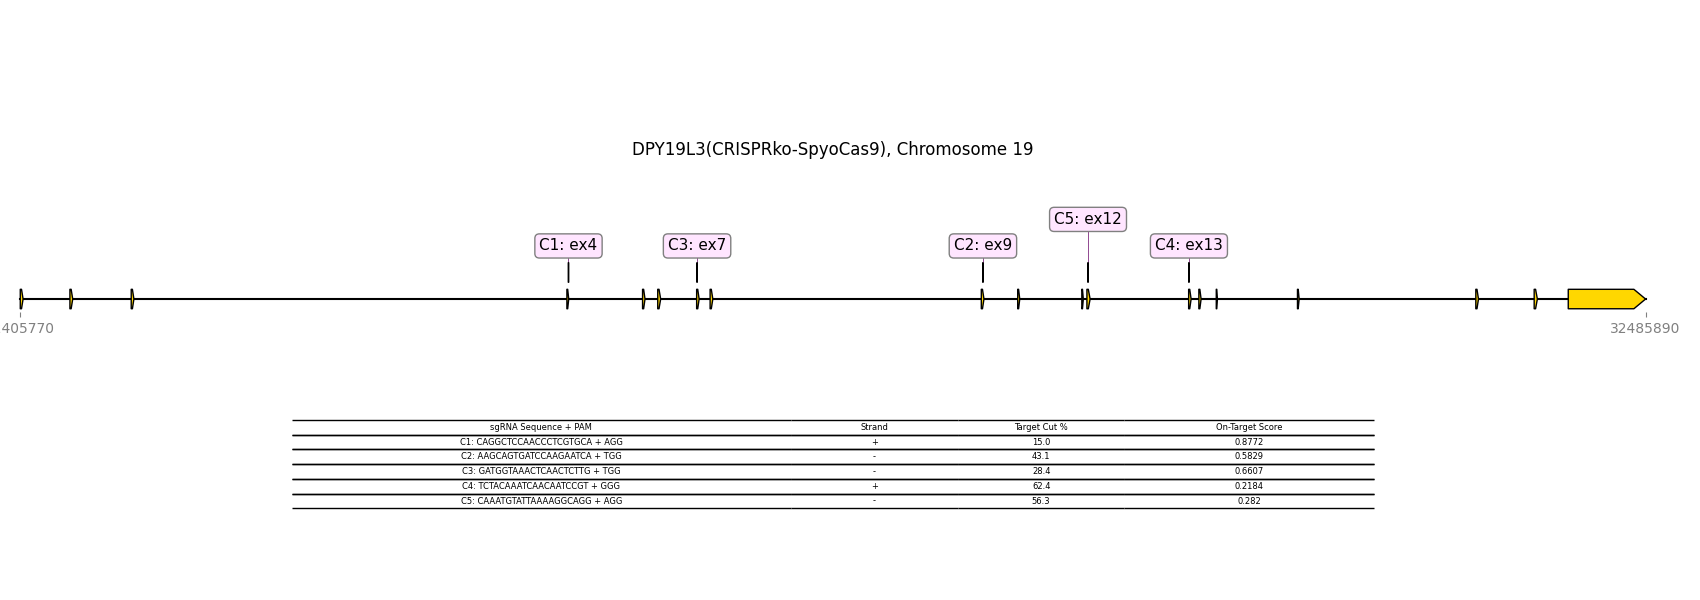 DPY19L3(CRISPRko-SpyoCas9), Chromosome 19
C5: ex12
C1: ex4 C3: ex7 C2: ex9 C4: ex13
405770 32485890
sgRNA Sequence + PAM Strand Target Cut % On-Target Score
C1: CAGGCTCCAACCCTCGTGCA + AGG + 15.0 0.8772
C2: AAGCAGTGATCCAAGAATCA + TGG - 43.1 0.5829
C3: GATGGTAAACTCAACTCTTG + TGG - 28.4 0.6607
C4: TCTACAAATCAACAATCCGT + GGG + 62.4 0.2184
C5: CAAATGTATTAAAAGGCAGG + AGG - 56.3 0.282